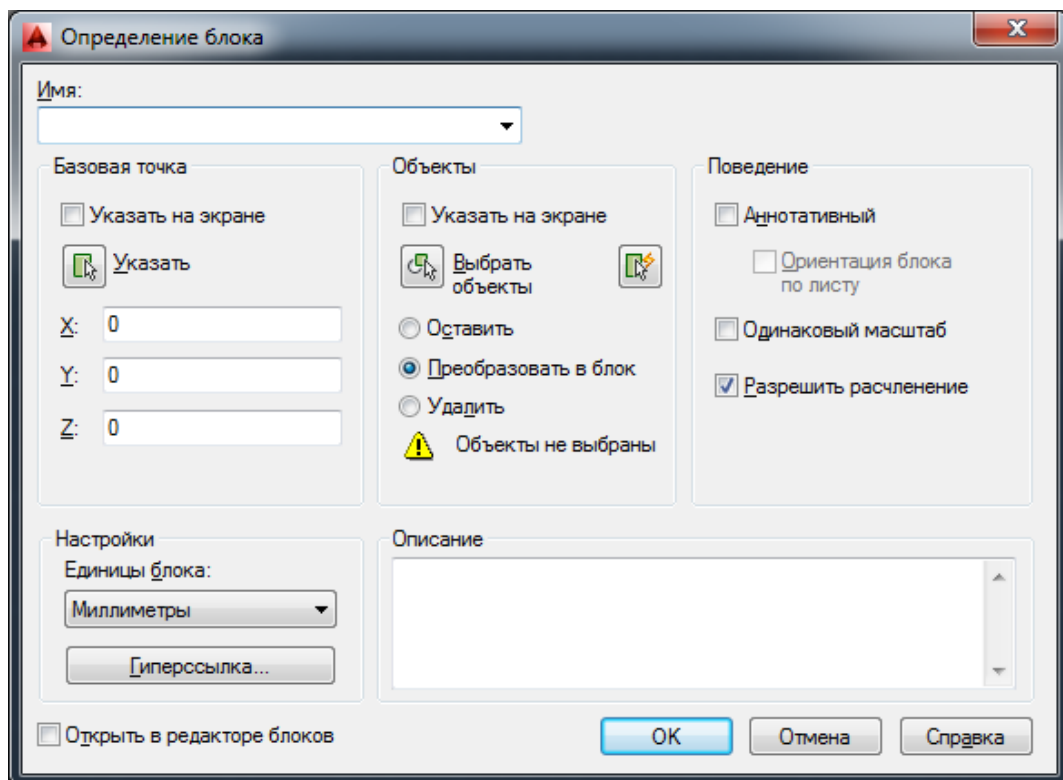 Определение блока
Имя:
Базовая точка
Указать на экране
Указать
X: 0
Y: 0
Z: 0
Объекты
Указать на экране
Выбрать
объекты
Оставить
Преобразовать в блок
Удалить
Объекты не выбраны
Поведение
Аннотативный
Ориентация блока
по листу
Одинаковый масштаб
Разрешить расчленение
Настройки
Единицы блока:
Миллиметры
Гиперссылка...
Описание
Открыть в редакторе блоков
OK
Отмена
Справка